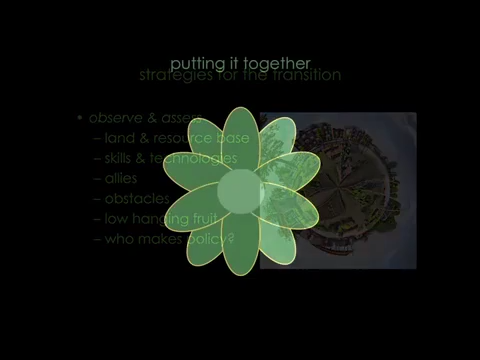 putting it together
strategies for the transition
• observe & assess
– land & resource base
– skills & technologies
– allies
– obstacles
– low hanging fruit
– who makes policy?